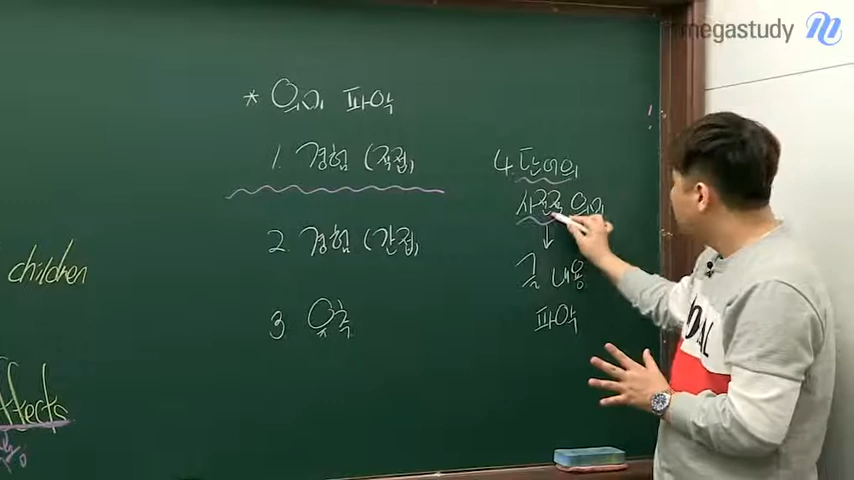 megastudy
* 의미 파악
1. 경험 (직접)
2. 경험 (간접)
3. 유추
4. 단어의
사전적 의미
↓
글 내용
파악
children
ffects